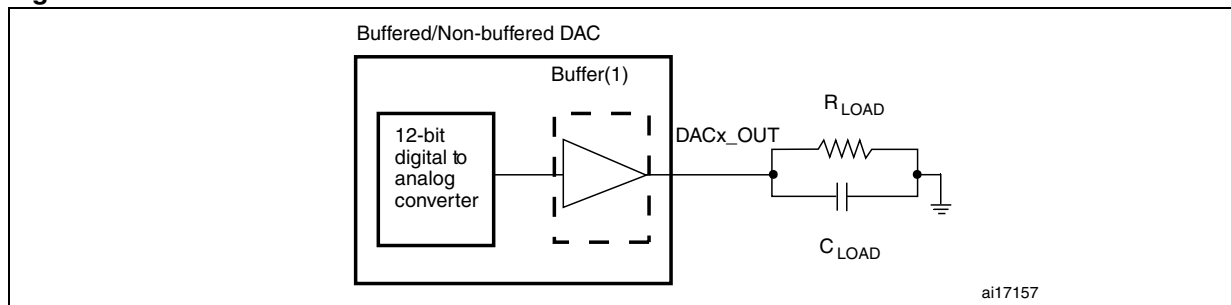 Buffered/Non-buffered DAC
Buffer(1)
12-bit
digital to
analog
converter
DACx_OUT
R LOAD
C LOAD
ai17157